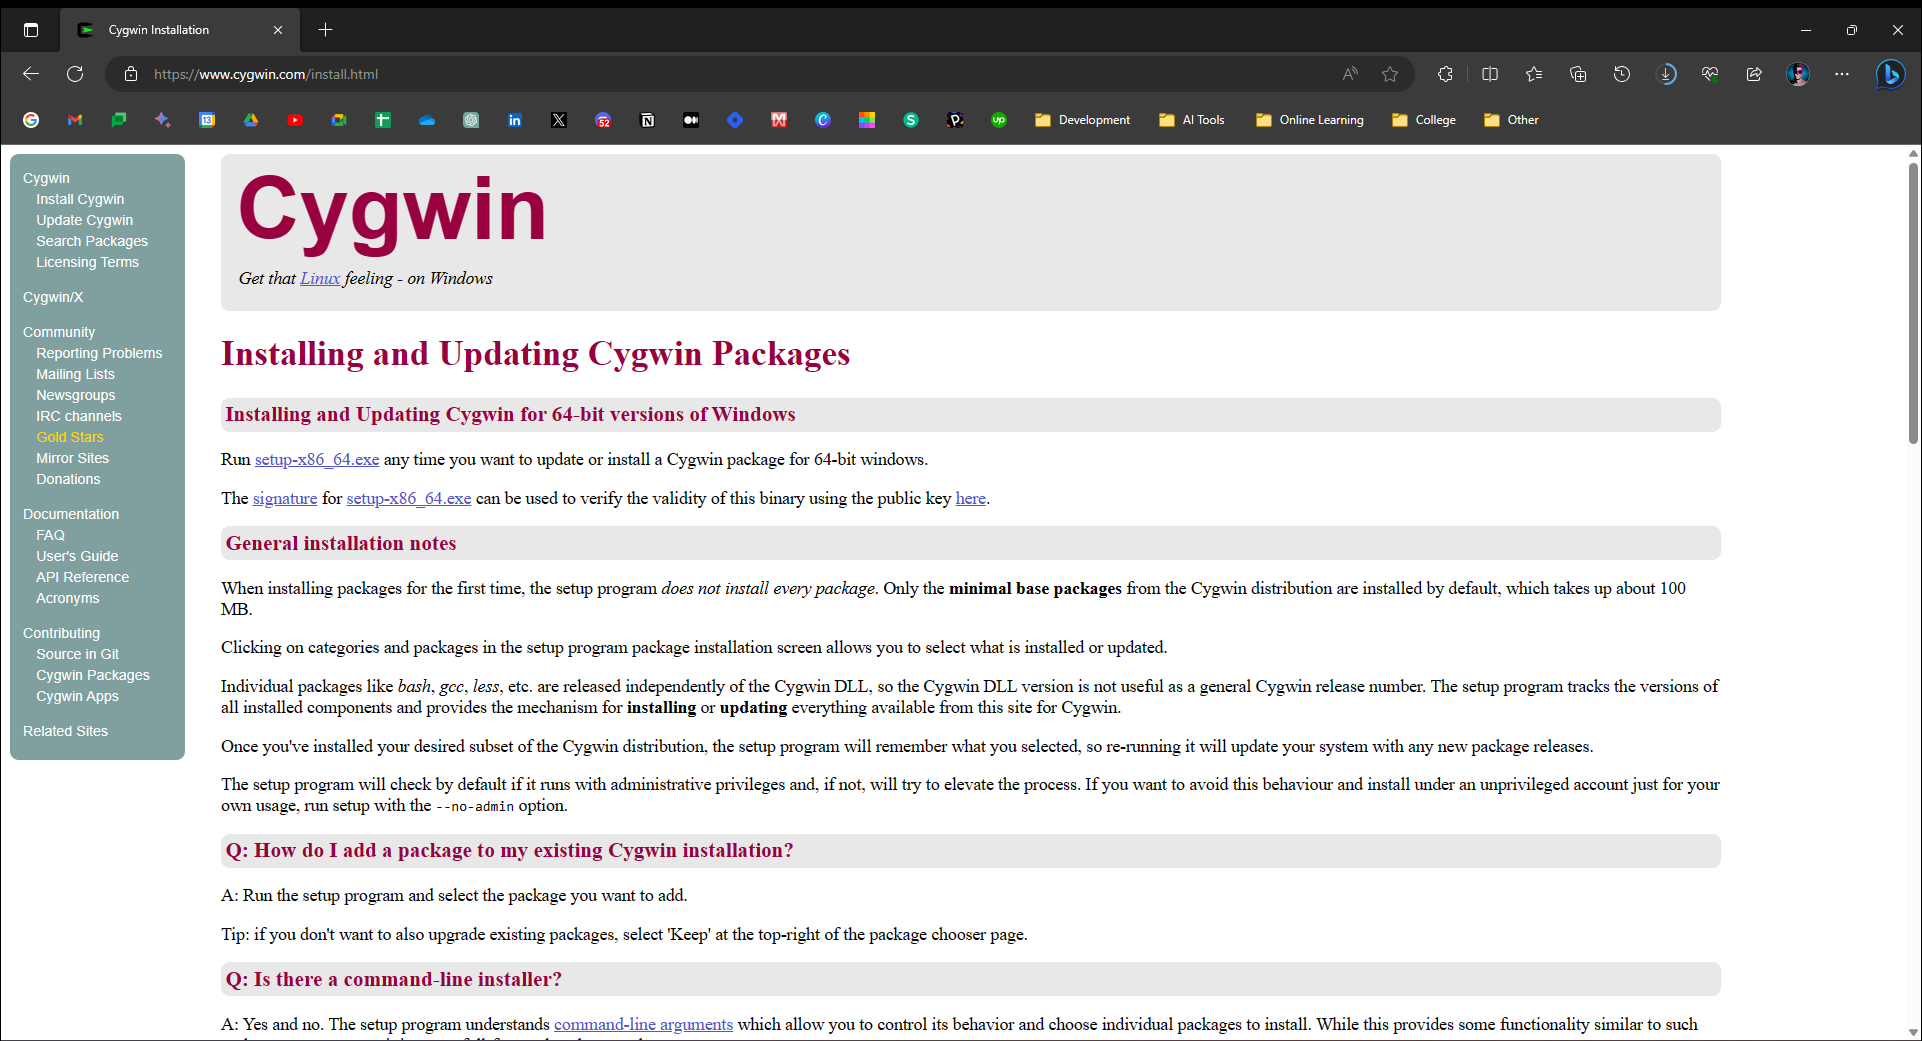 Cygwin Installation
https://www.cygwin.com/install.html
13
52
up
Development
AI Tools
Online Learning
College
Other
Cygwin
Install Cygwin
Update Cygwin
Search Packages
Licensing Terms
Cygwin/X
Community
Reporting Problems
Mailing Lists
Newsgroups
IRC channels
Gold Stars
Mirror Sites
Donations
Documentation
FAQ
User's Guide
API Reference
Acronyms
Contributing
Source in Git
Cygwin Packages
Cygwin Apps
Related Sites
Cygwin
Get that Linux feeling - on Windows
Installing and Updating Cygwin Packages
Installing and Updating Cygwin for 64-bit versions of Windows
Run setup-x86_64.exe any time you want to update or install a Cygwin package for 64-bit windows.
The signature for setup-x86_64.exe can be used to verify the validity of this binary using the public key here.
General installation notes
When installing packages for the first time, the setup program does not install every package. Only the minimal base packages from the Cygwin distribution are installed by default, which takes up about 100
MB.
Clicking on categories and packages in the setup program package installation screen allows you to select what is installed or updated.
Individual packages like bash, gcc, less, etc. are released independently of the Cygwin DLL, so the Cygwin DLL version is not useful as a general Cygwin release number. The setup program tracks the versions of
all installed components and provides the mechanism for installing or updating everything available from this site for Cygwin.
Once you've installed your desired subset of the Cygwin distribution, the setup program will remember what you selected, so re-running it will update your system with any new package releases.
The setup program will check by default if it runs with administrative privileges and, if not, will try to elevate the process. If you want to avoid this behaviour and install under an unprivileged account just for your
own usage, run setup with the --no-admin option.
Q: How do I add a package to my existing Cygwin installation?
A: Run the setup program and select the package you want to add.
Tip: if you don't want to also upgrade existing packages, select 'Keep' at the top-right of the package chooser page.
Q: Is there a command-line installer?
A: Yes and no. The setup program understands command-line arguments which allow you to control its behavior and choose individual packages to install. While this provides some functionality similar to such